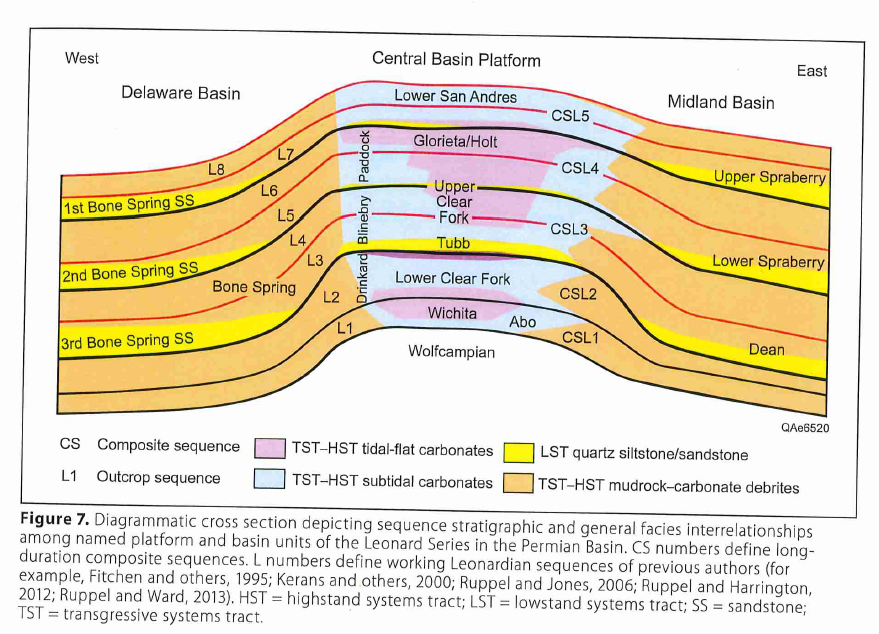 West
Central Basin Platform
East
Delaware Basin
Midland Basin
Lower San Andres
CSL5
L8
L7
Paddock
Glorieta/Holt
CSL4
Upper Spraberry
L6
1st Bone Spring SS
Upper
Clear
Fork
L5
Blinebry
CSL3
L4
Tubb
Lower Spraberry
L3
2nd Bone Spring SS
Bone Spring
Drinkard
Lower Clear Fork
L2
CSL2
Wichita
Abo
L1
CSL1
3rd Bone Spring SS
Wolfcampian
Dean
QAe6520
CS Composite sequence
TST–HST tidal-flat carbonates
LST quartz siltstone/sandstone
L1 Outcrop sequence
TST–HST subtidal carbonates
TST–HST mudrock–carbonate debrites
Figure 7. Diagrammatic cross section depicting sequence stratigraphic and general facies interrelationships
among named platform and basin units of the Leonard Series in the Permian Basin. CS numbers define long-
duration composite sequences. L numbers define working Leonardian sequences of previous authors (for
example, Fitchen and others, 1995; Kerans and others, 2000; Ruppel and Jones, 2006; Ruppel and Harrington,
2012; Ruppel and Ward, 2013). HST = highstand systems tract; LST = lowstand systems tract; SS = sandstone;
TST = transgressive systems tract.